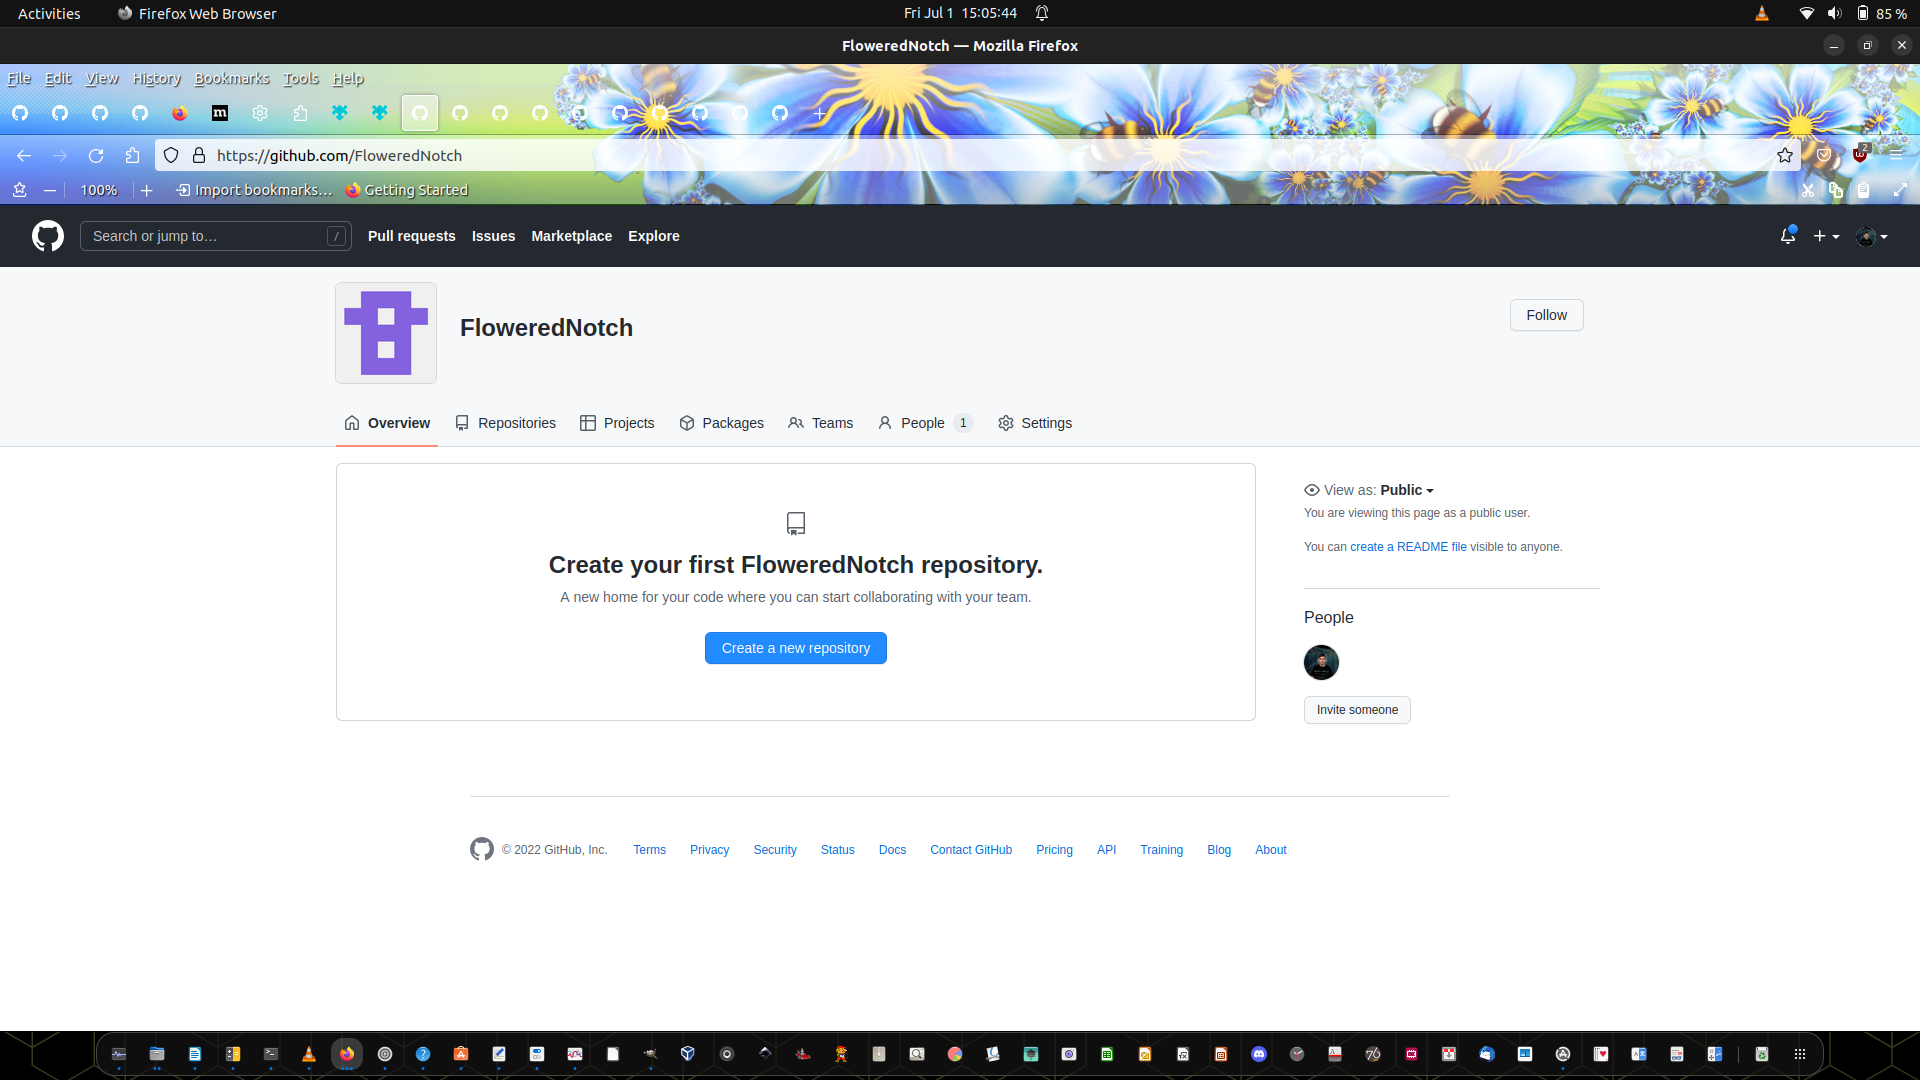 Activities Firefox Web Browser Fri Jul 1 15:05:44 85 %
FloweredNotch — Mozilla Firefox
File Edit View History Bookmarks Tools Help
m
https://github.com/FloweredNotch 2
100% Import bookmarks… Getting Started
Search or jump to… / Pull requests Issues Marketplace Explore
FloweredNotch
Follow
Overview Repositories Projects Packages Teams People 1 Settings
Create your first FloweredNotch repository.
A new home for your code where you can start collaborating with your team.
Create a new repository
View as: Public
You are viewing this page as a public user.
You can create a README file visible to anyone.
People
Invite someone
© 2022 GitHub, Inc. Terms Privacy Security Status Docs Contact GitHub Pricing API Training Blog About
76